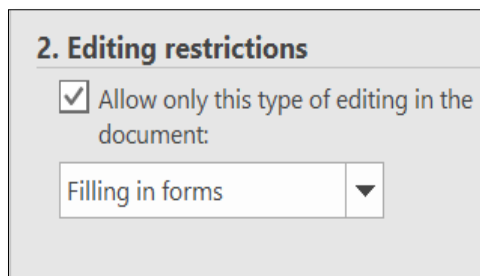 2. Editing restrictions
Allow only this type of editing in the
document:
Filling in forms